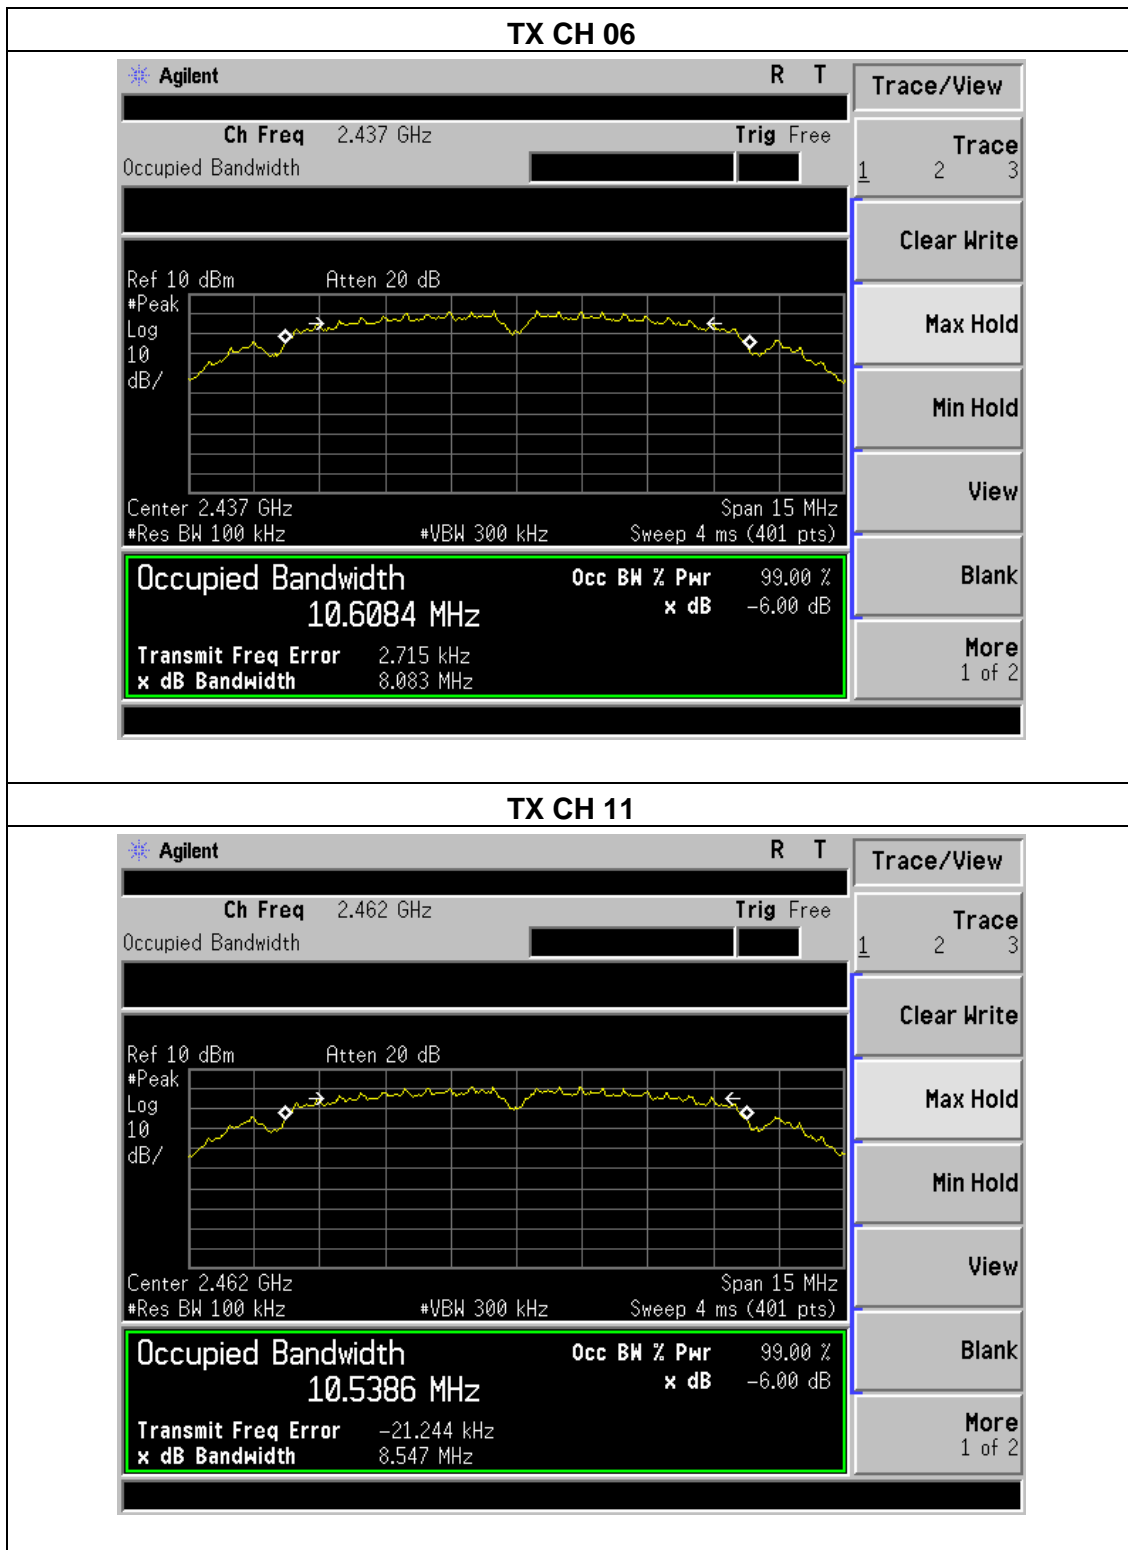 TX CH 06
Agilent R T
Trace/View
Ch Freq 2.437 GHz Trig Free
Occupied Bandwidth
Trace
1 2 3
Clear Write
Ref 10 dBm Atten 20 dB
#Peak
Log
10
dB/
Max Hold
Min Hold
View
Center 2.437 GHz Span 15 MHz
#Res BW 100 kHz #VBW 300 kHz Sweep 4 ms (401 pts)
Occupied Bandwidth Occ BW % Pwr 99.00 %
10.6084 MHz x dB -6.00 dB
Transmit Freq Error 2.715 kHz
x dB Bandwidth 8.083 MHz
Blank
More
1 of 2
TX CH 11
Agilent R T
Trace/View
Ch Freq 2.462 GHz Trig Free
Occupied Bandwidth
Trace
1 2 3
Clear Write
Ref 10 dBm Atten 20 dB
#Peak
Log
10
dB/
Max Hold
Min Hold
View
Center 2.462 GHz Span 15 MHz
#Res BW 100 kHz #VBW 300 kHz Sweep 4 ms (401 pts)
Occupied Bandwidth Occ BW % Pwr 99.00 %
10.5386 MHz x dB -6.00 dB
Transmit Freq Error -21.244 kHz
x dB Bandwidth 8.547 MHz
Blank
More
1 of 2